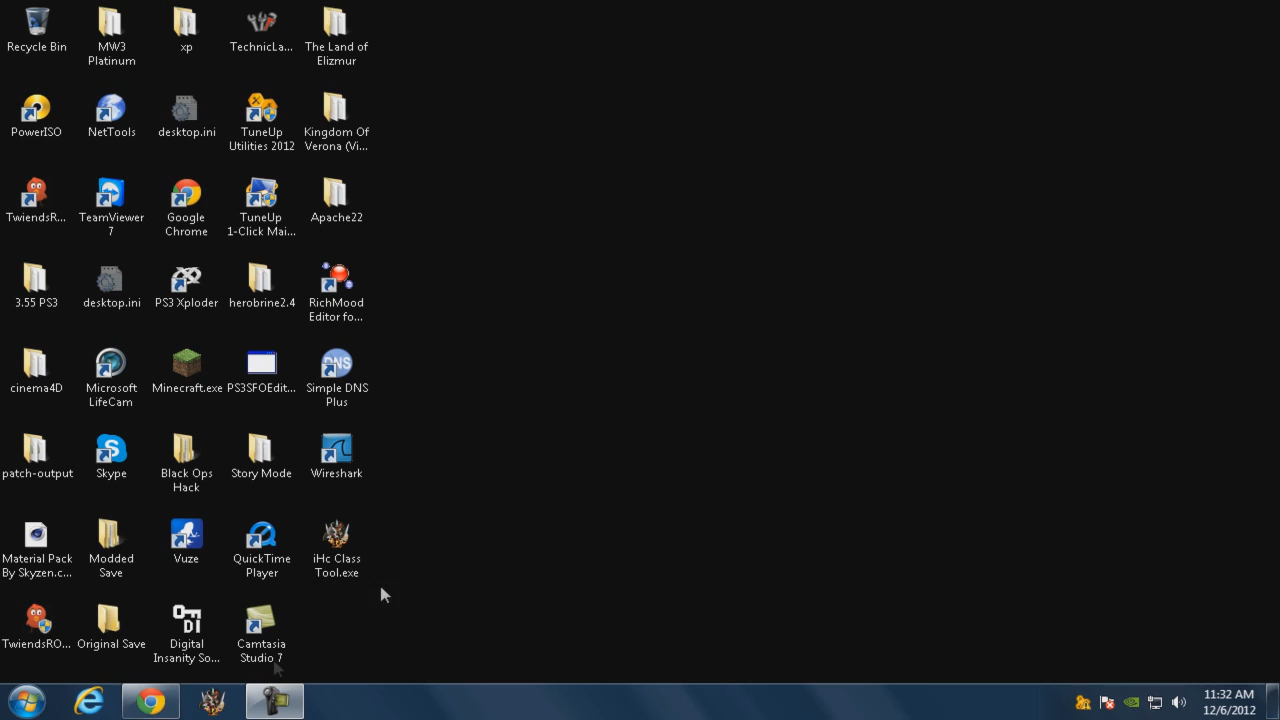 Recycle Bin
MW3
Platinum
xp
TechnicLa...
The Land of
Elizmur
PowerISO
NetTools
desktop.ini
TuneUp
Utilities 2012
Kingdom Of
Verona (Vi...
TwiendsR...
TeamViewer
7
Google
Chrome
TuneUp
1-Click Mai...
Apache22
3.55 PS3
desktop.ini
PS3 Xploder
herobrine2.4
RichMood
Editor fo...
cinema4D
Microsoft
LifeCam
Minecraft.exe
PS3SFOEdit...
DNS
Simple DNS
Plus
patch-output
Skype
Black Ops
Hack
Story Mode
Wireshark
Material Pack
By Skyzen.c...
Modded
Save
Vuze
QuickTime
Player
iHc Class
Tool.exe
TwiendsRO...
Original Save
DI
Digital
Insanity So...
Camtasia
Studio 7
11:32 AM
12/6/2012